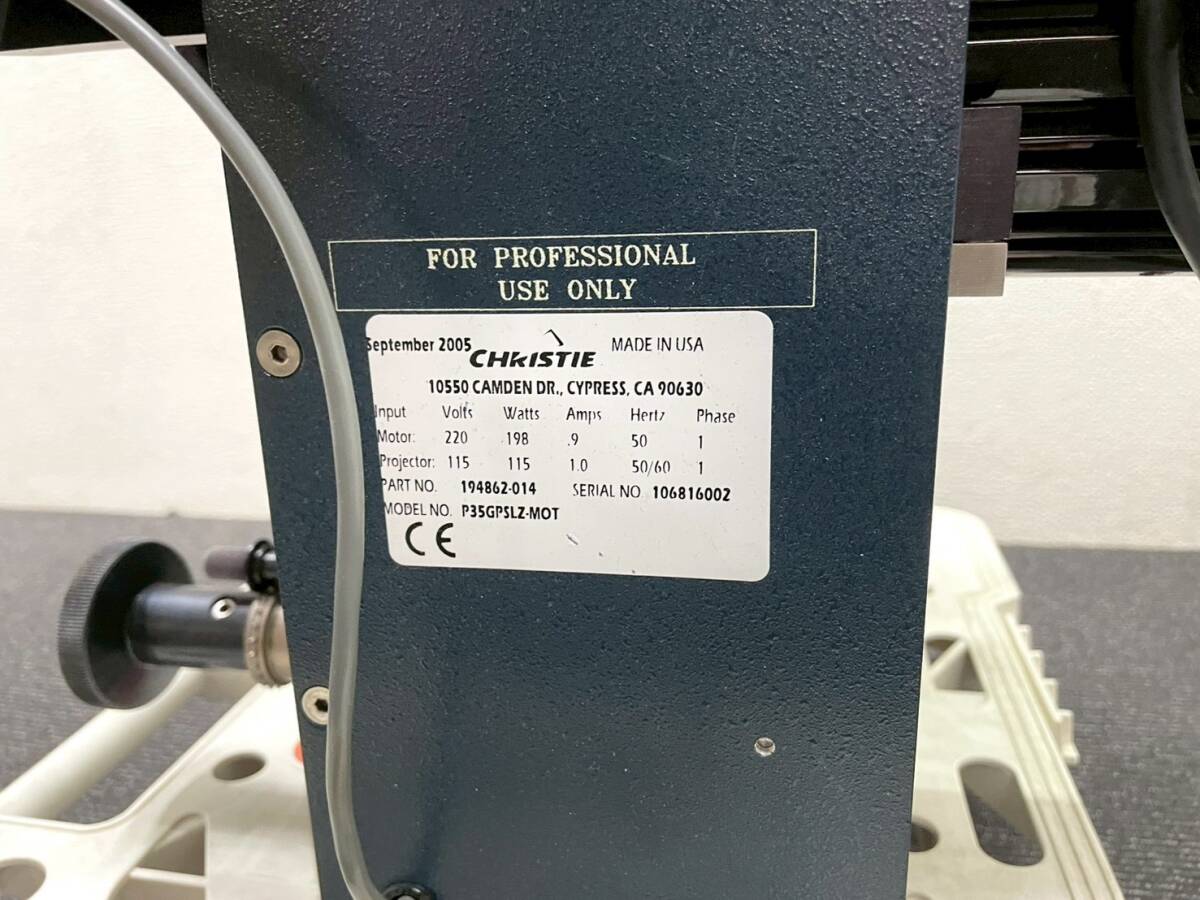 FOR PROFESSIONAL
USE ONLY
September 2005 CHRISTIE MADE IN USA
10550 CAMDEN DR., CYPRESS, CA 90630
Input Volts Watts Amps Hertz Phase
Motor: 220 198 .9 50 1
Projector: 115 115 1.0 50/60 1
PART NO. 194862-014 SERIAL NO. 106816002
MODEL NO. P35GPSLZ-MOT
CE